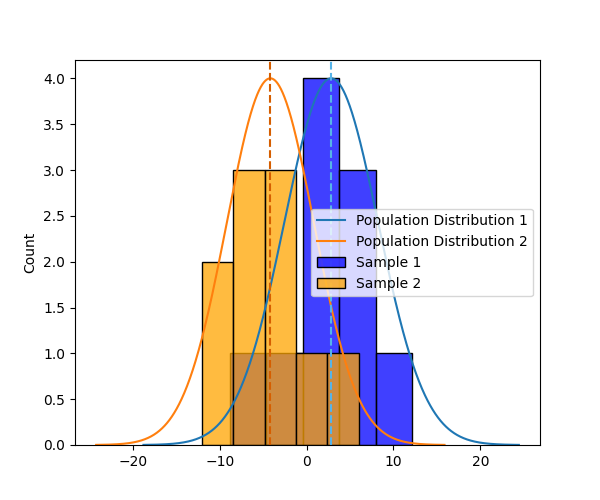 4.0
3.5
3.0
2.5
2.0
1.5
1.0
0.5
0.0
Count
Population Distribution 1
Population Distribution 2
Sample 1
Sample 2
−20 −10 0 10 20